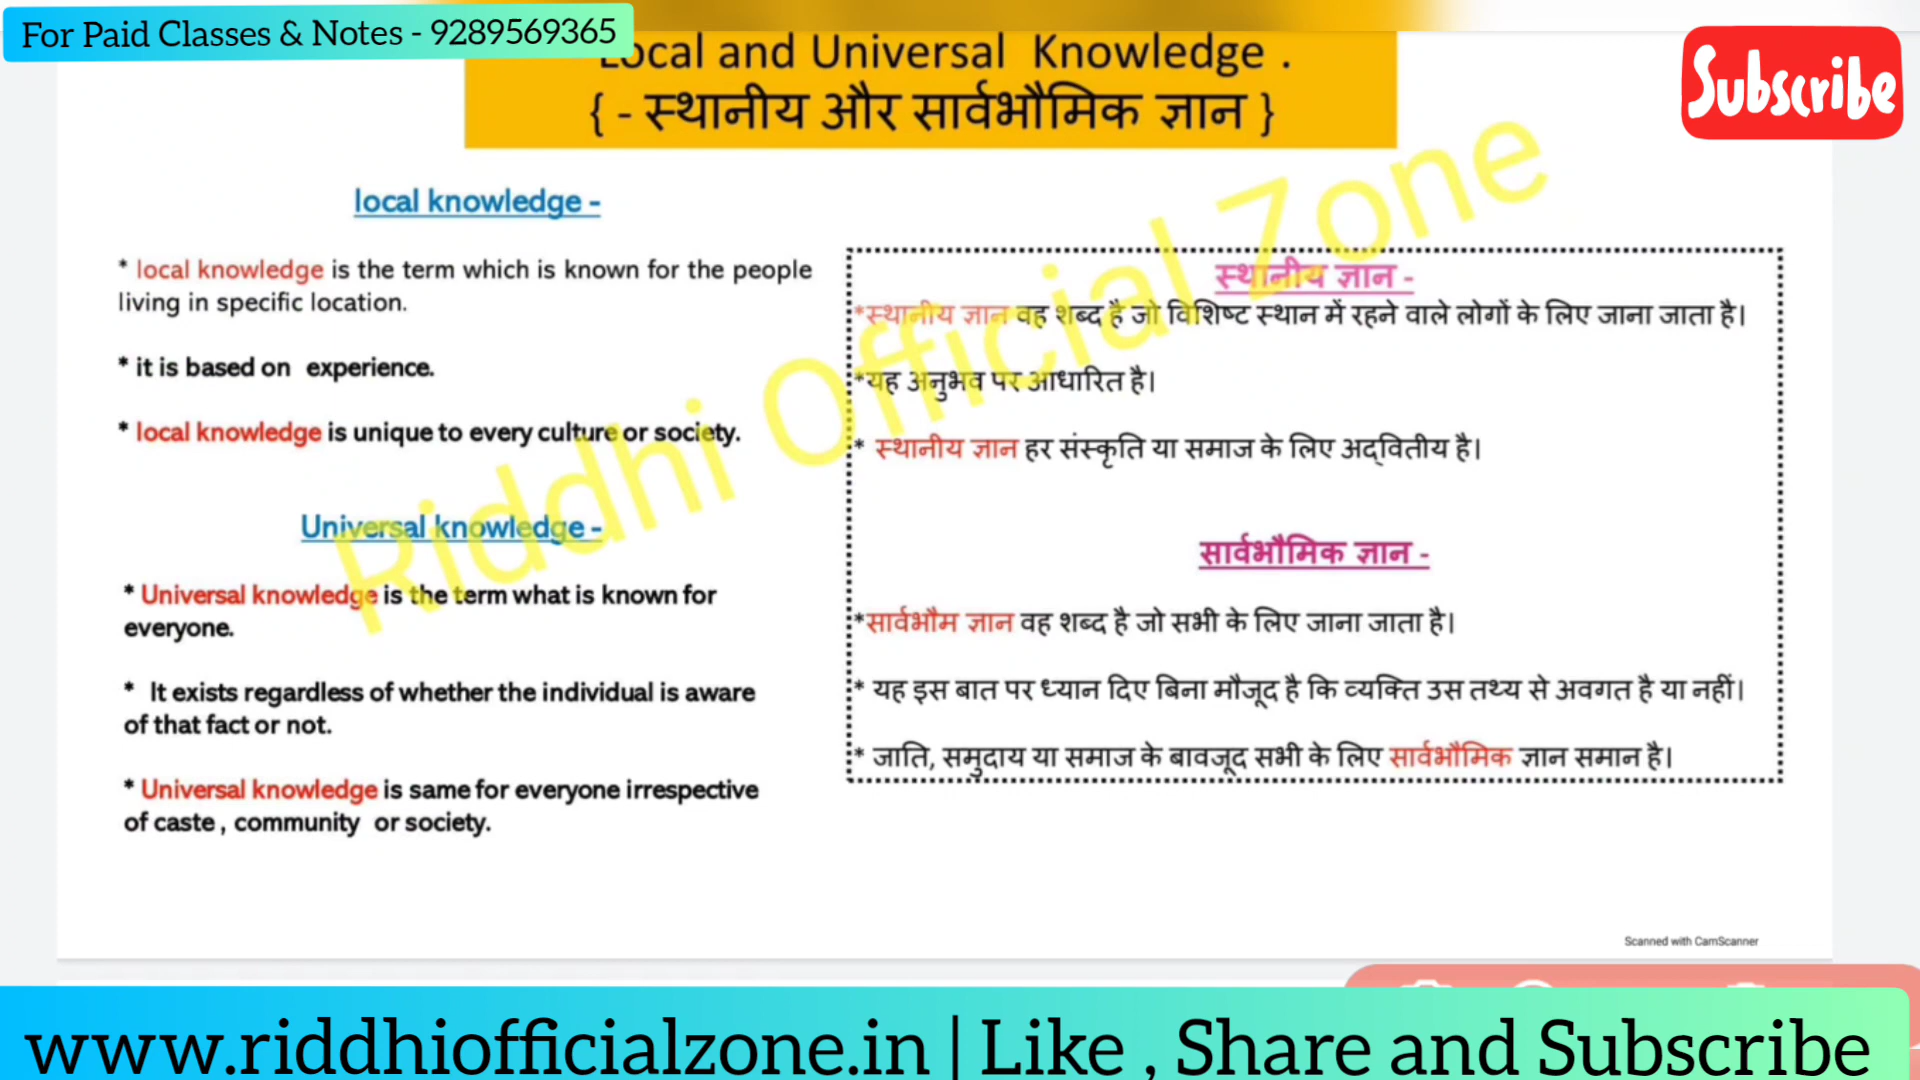 For Paid Classes & Notes - 9289569365
Local and Universal Knowledge .
{ - स्थानीय और सार्वभौमिक ज्ञान }
Subscribe
local knowledge -
* local knowledge is the term which is known for the people
living in specific location.
* it is based on experience.
* local knowledge is unique to every culture or society.
Universal knowledge -
* Universal knowledge is the term what is known for
everyone.
* It exists regardless of whether the individual is aware
of that fact or not.
* Universal knowledge is same for everyone irrespective
of caste , community or society.
स्थानीय ज्ञान -
*स्थानीय ज्ञान वह शब्द है जो विशिष्ट स्थान में रहने वाले लोगों के लिए जाना जाता है।
*यह अनुभव पर आधारित है।
* स्थानीय ज्ञान हर संस्कृति या समाज के लिए अद्वितीय है।
सार्वभौमिक ज्ञान -
*सार्वभौम ज्ञान वह शब्द है जो सभी के लिए जाना जाता है।
* यह इस बात पर ध्यान दिए बिना मौजूद है कि व्यक्ति उस तथ्य से अवगत है या नहीं।
* जाति, समुदाय या समाज के बावजूद सभी के लिए सार्वभौमिक ज्ञान समान है।
Riddhi Official Zone
Scanned with CamScanner
www.riddhiofficialzone.in | Like , Share and Subscribe